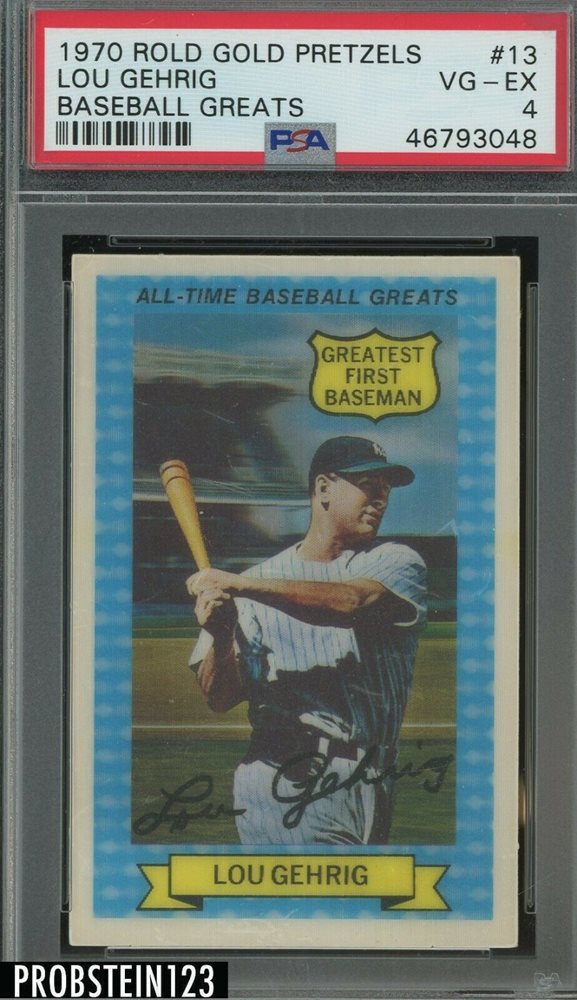 1970 ROLD GOLD PRETZELS #13
LOU GEHRIG VG-EX
BASEBALL GREATS 4
PSA 46793048
ALL-TIME BASEBALL GREATS
GREATEST
FIRST
BASEMAN
Lou Gehrig
LOU GEHRIG
PROBSTEIN123